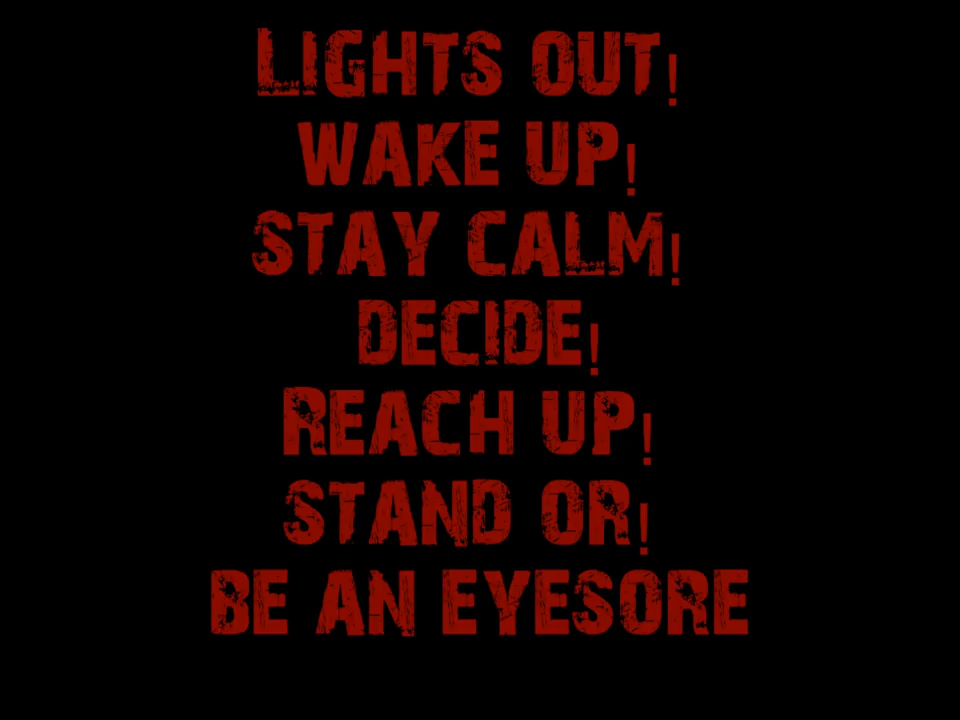 LIGHTS OUT!
WAKE UP!
STAY CALM!
DECIDE!
REACH UP!
STAND OR!
BE AN EYESORE